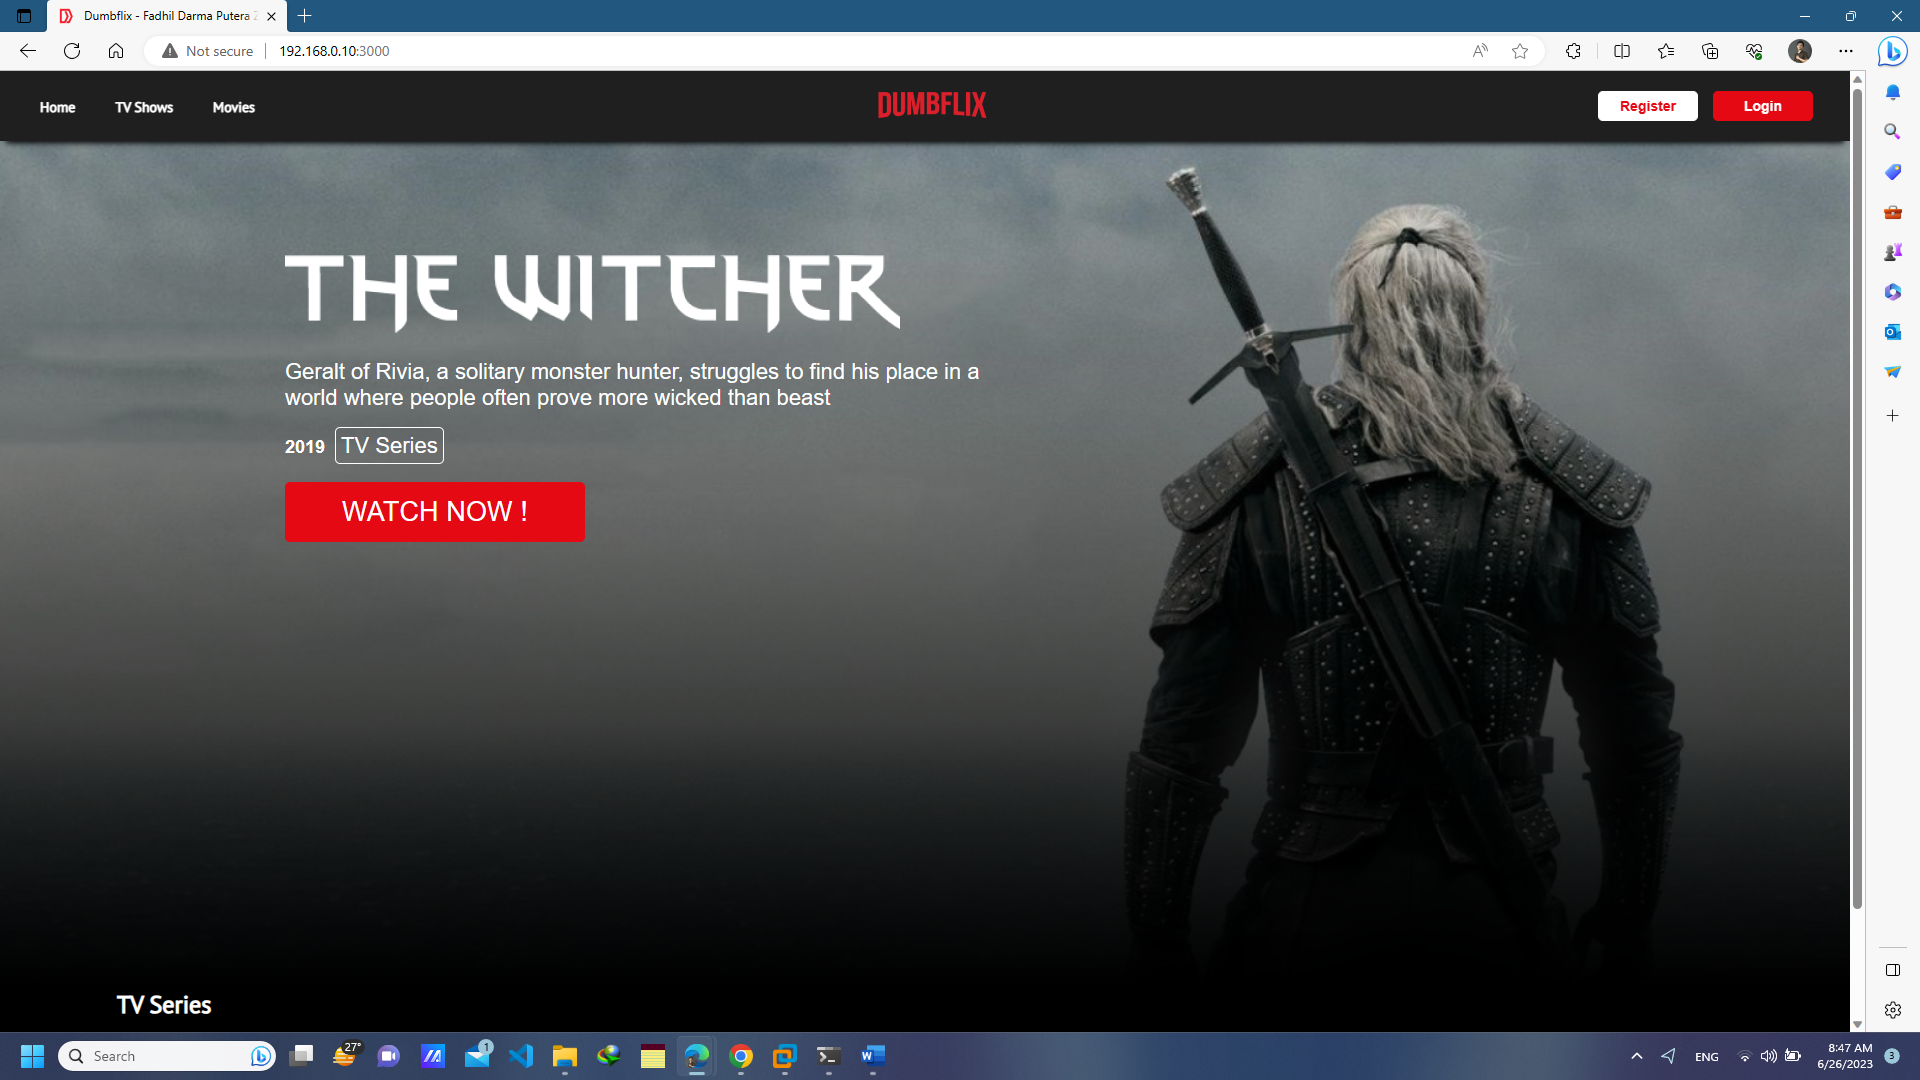 Dumbflix - Fadhil Darma Putera
Not secure
192.168.0.10:3000
Home
TV Shows
Movies
DUMBFLIX
Register
Login
THE WITCHER
Geralt of Rivia, a solitary monster hunter, struggles to find his place in a
world where people often prove more wicked than beast
2019
TV Series
WATCH NOW !
TV Series
Search
27°
1
ENG
8:47 AM
6/26/2023
3